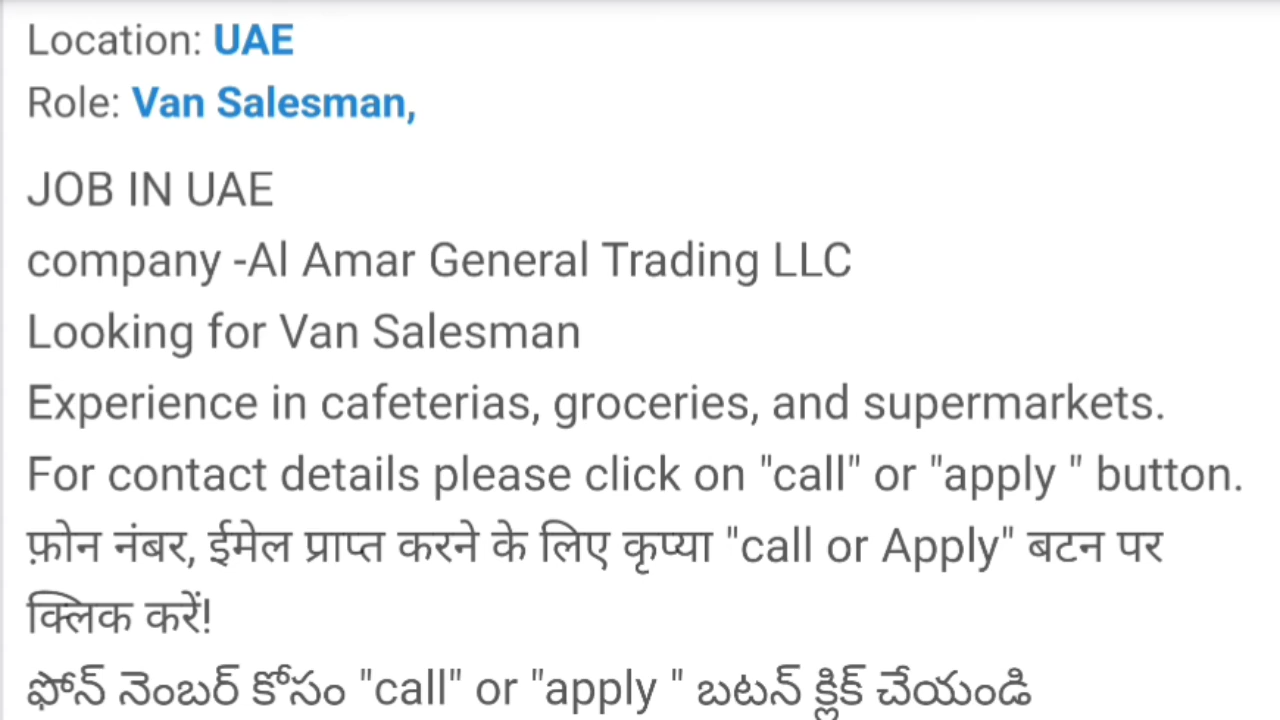 Location: UAE
Role: Van Salesman,
JOB IN UAE
company -Al Amar General Trading LLC
Looking for Van Salesman
Experience in cafeterias, groceries, and supermarkets.
For contact details please click on "call" or "apply " button.
फ़ोन नंबर, ईमेल प्राप्त करने के लिए कृप्या "call or Apply" बटन पर
क्लिक करें!
ఫోన్ నెంబర్ కోసం "call" or "apply " బటన్ క్లిక్ చేయండి